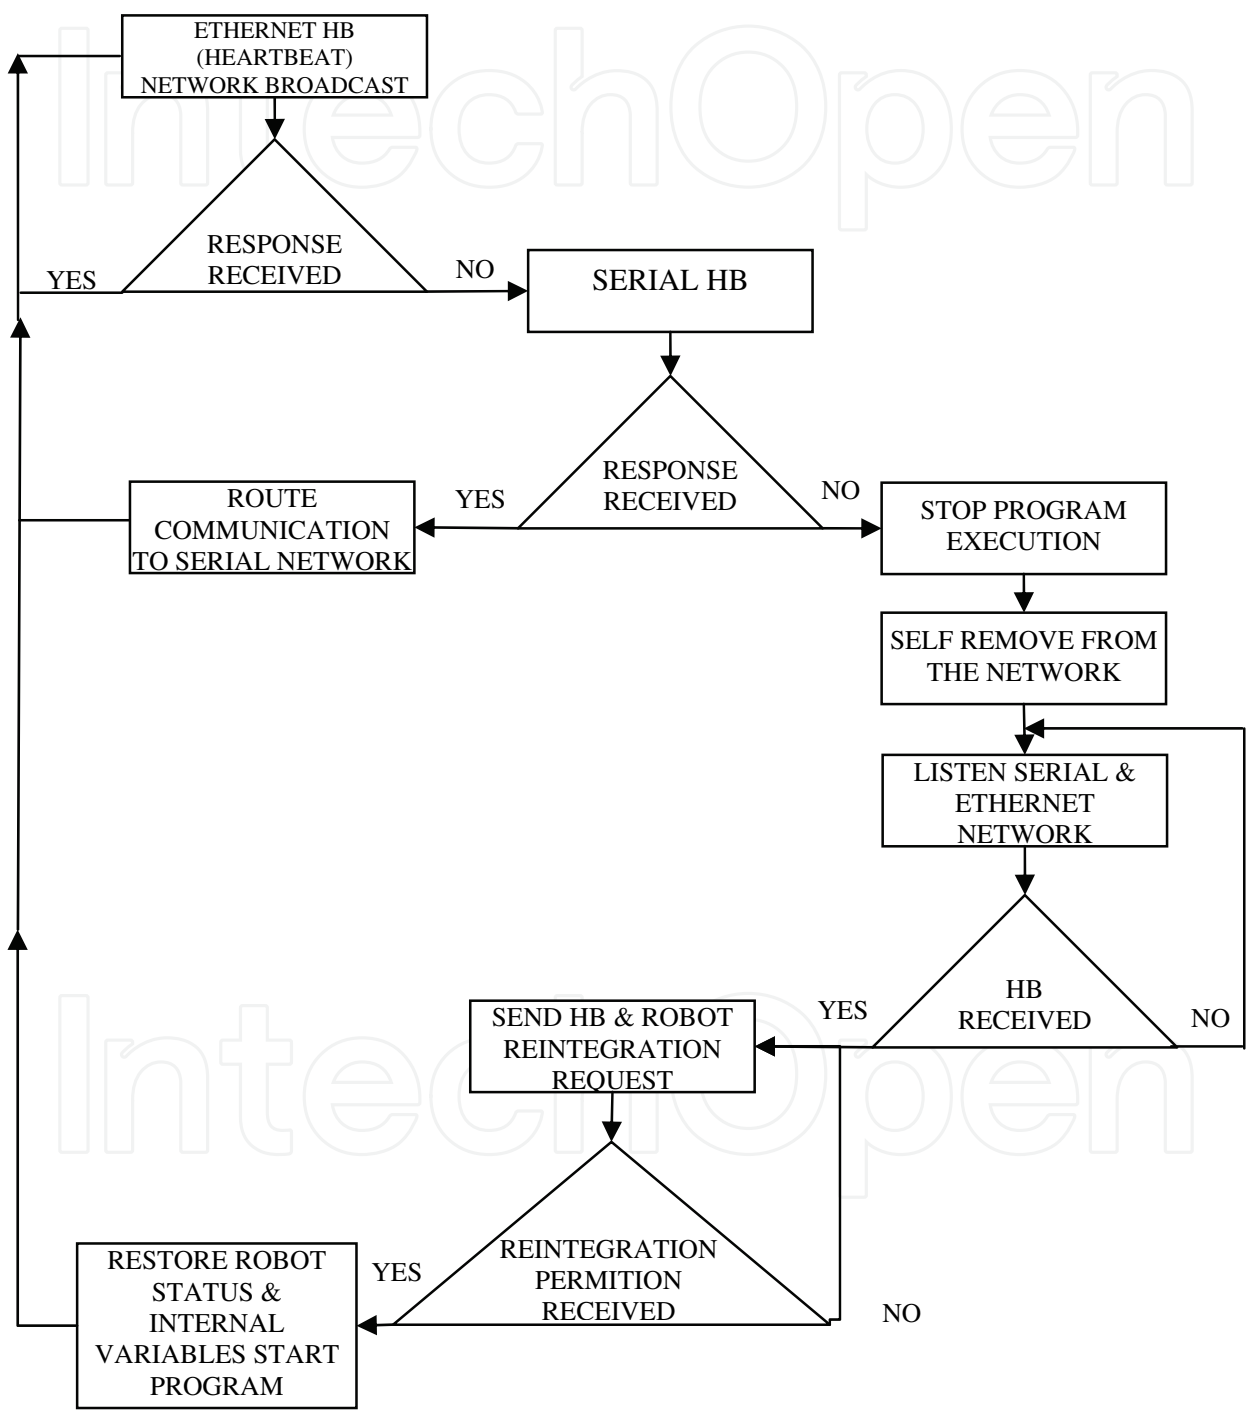 IntechOpen
ETHERNET HB
(HEARTBEAT)
NETWORK BROADCAST
RESPONSE
RECEIVED
YES
NO
SERIAL HB
RESPONSE
RECEIVED
YES
NO
ROUTE
COMMUNICATION
TO SERIAL NETWORK
STOP PROGRAM
EXECUTION
SELF REMOVE FROM
THE NETWORK
LISTEN SERIAL &
ETHERNET
NETWORK
HB
RECEIVED
YES
NO
IntechOpen
SEND HB & ROBOT
REINTEGRATION
REQUEST
REINTEGRATION
PERMITION
RECEIVED
YES
NO
RESTORE ROBOT
STATUS &
INTERNAL
VARIABLES START
PROGRAM